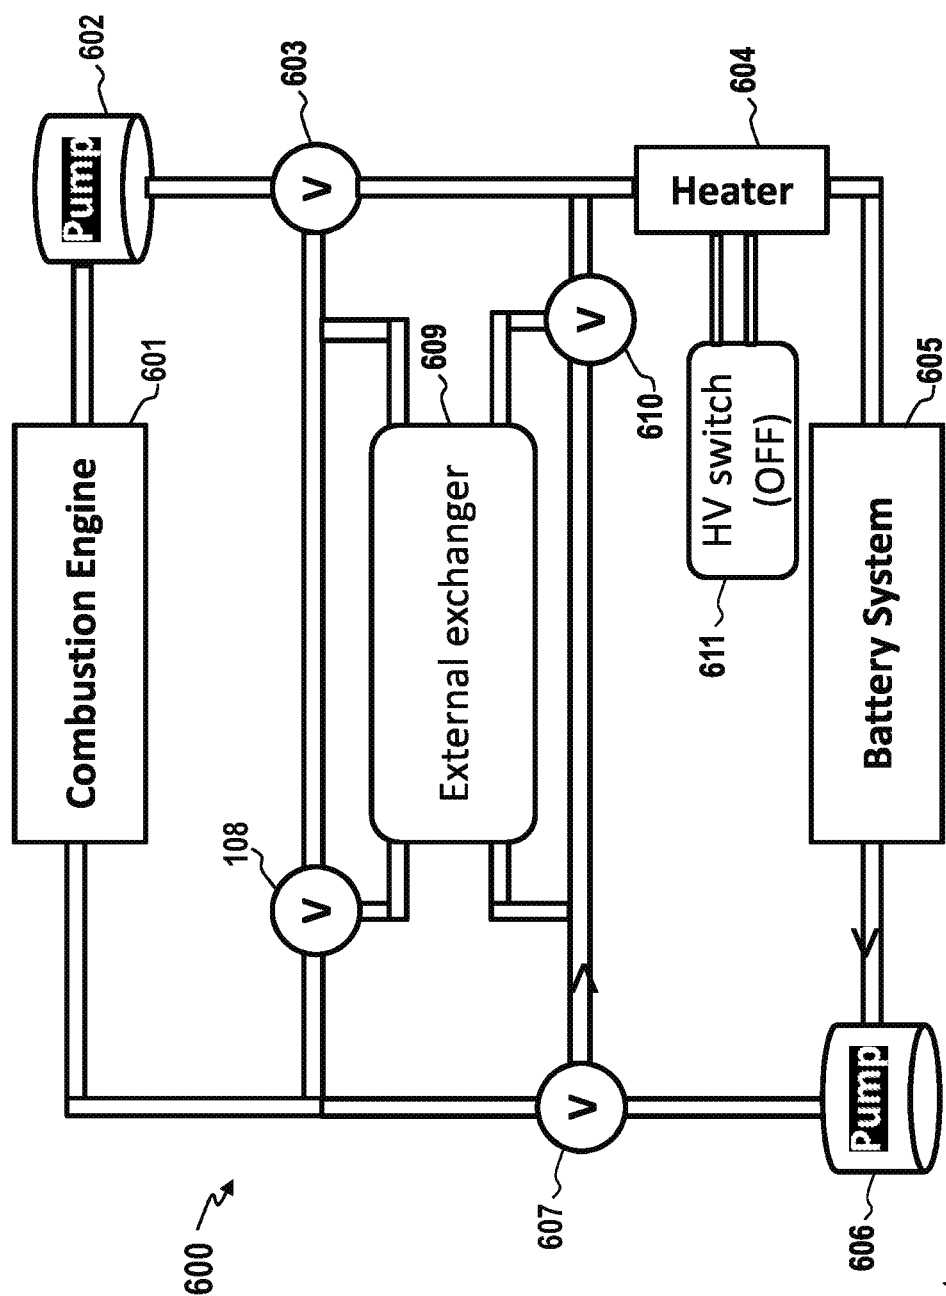 600
Combustion Engine
601
Pump
602
V
603
V
108
External exchanger
609
V
610
V
607
Heater
604
HV switch
(OFF)
611
Battery System
605
Pump
606